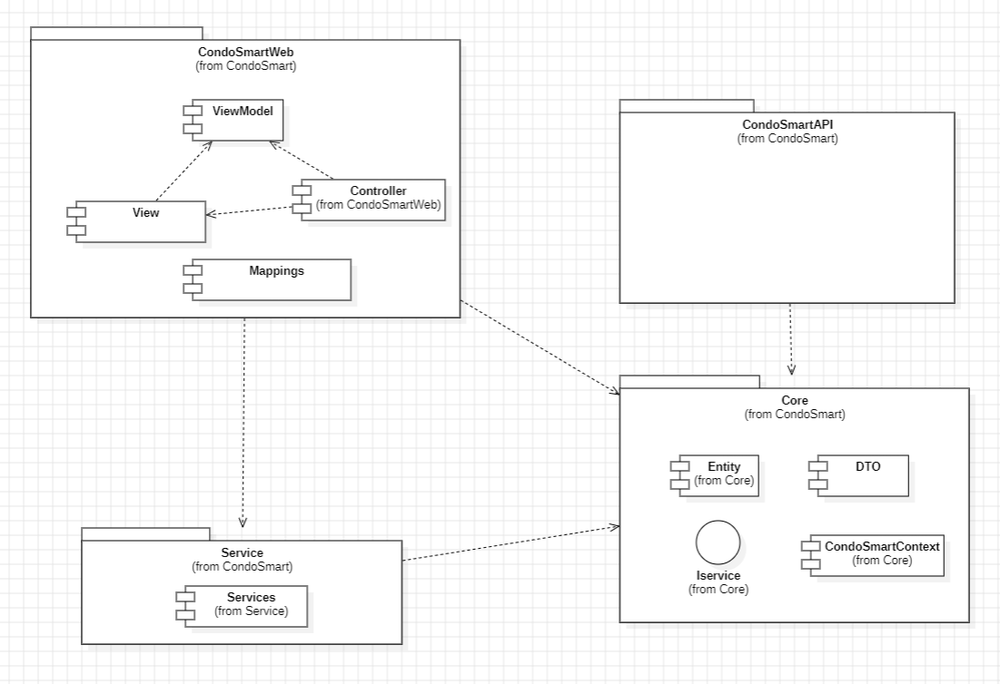 CondoSmartWeb
(from CondoSmart)
ViewModel
Controller
(from CondoSmartWeb)
View
Mappings
CondoSmartAPI
(from CondoSmart)
Core
(from CondoSmart)
Entity
(from Core)
DTO
Iservice
(from Core)
CondoSmartContext
(from Core)
Service
(from CondoSmart)
Services
(from Service)